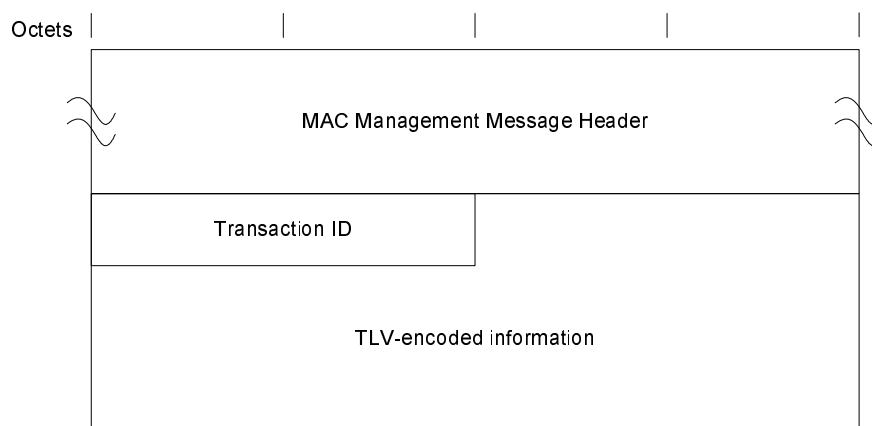 Octets
MAC Management Message Header
Transaction ID
TLV-encoded information